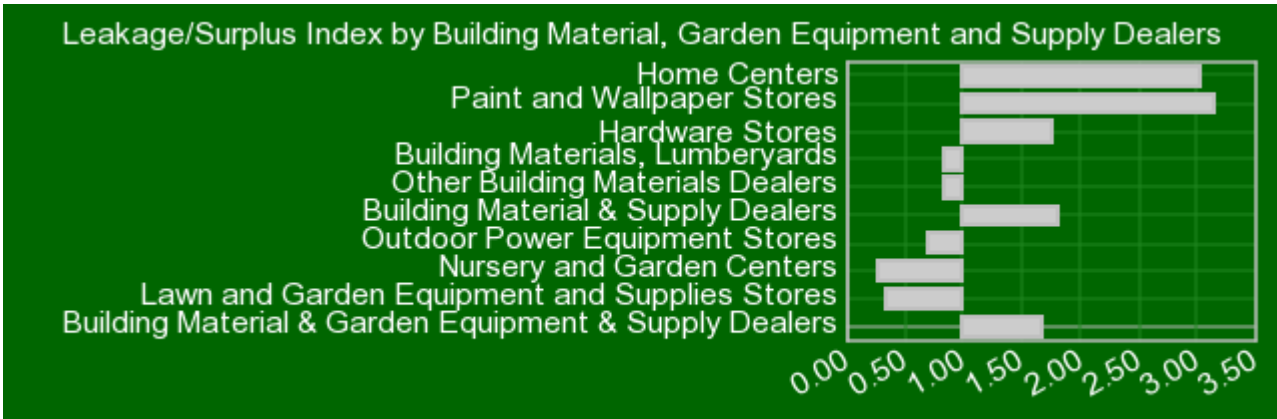 Leakage/Surplus Index by Building Material, Garden Equipment and Supply Dealers
Home Centers
Paint and Wallpaper Stores
Hardware Stores
Building Materials, Lumberyards
Other Building Materials Dealers
Building Material & Supply Dealers
Outdoor Power Equipment Stores
Nursery and Garden Centers
Lawn and Garden Equipment and Supplies Stores
Building Material & Garden Equipment & Supply Dealers
0.00 0.50 1.00 1.50 2.00 2.50 3.00 3.50